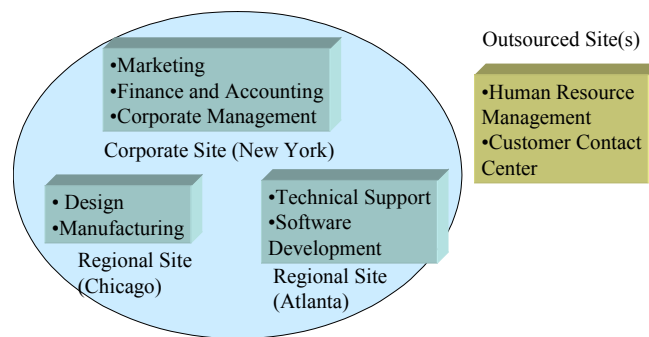 •Marketing
•Finance and Accounting
•Corporate Management
Corporate Site (New York)
Outsourced Site(s)
•Human Resource
Management
•Customer Contact
Center
• Design
•Manufacturing
Regional Site
(Chicago)
•Technical Support
•Software
Development
Regional Site
(Atlanta)